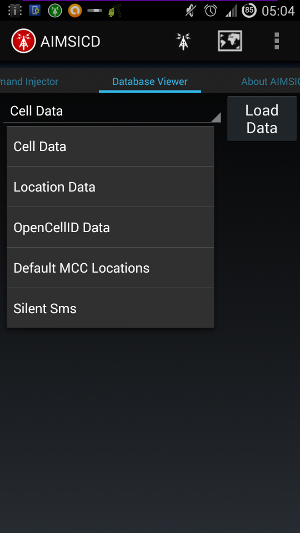 85 05:04
AIMSICD
mand Injector Database Viewer About AIMSIC
Cell Data
Load
Data
Cell Data
Location Data
OpenCellID Data
Default MCC Locations
Silent Sms